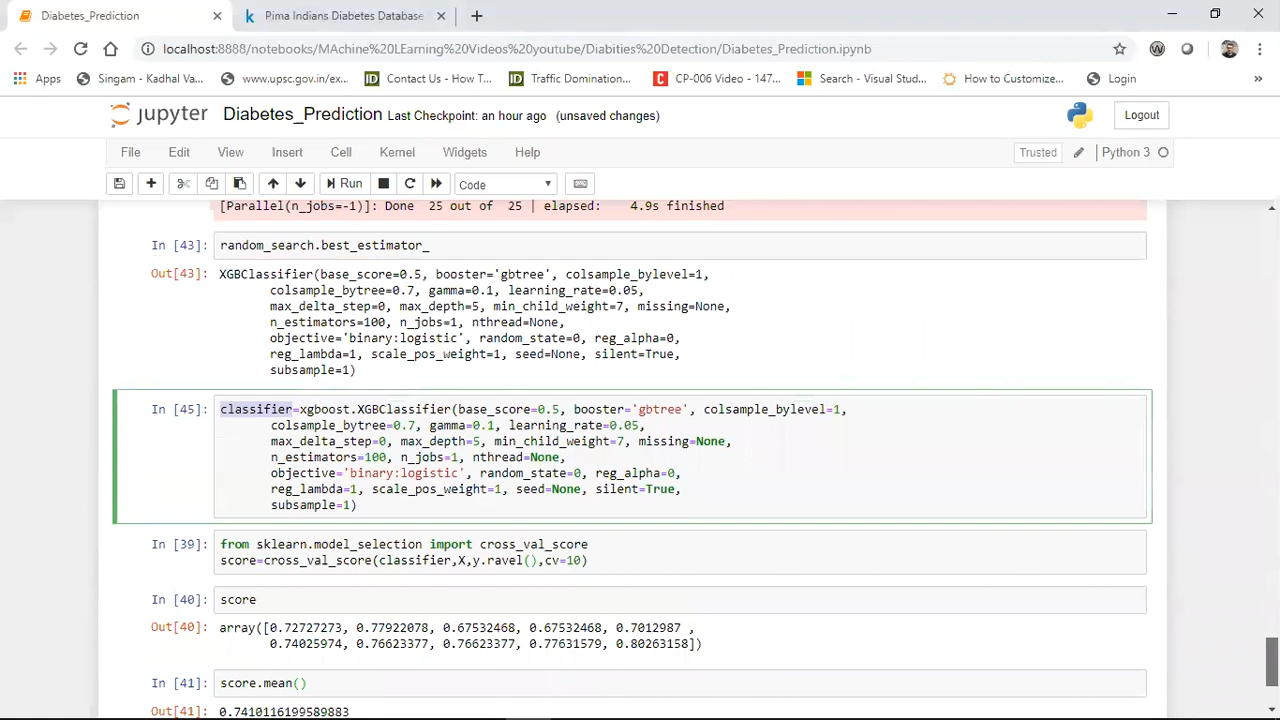 Diabetes_Prediction
Pima Indians Diabetes Database
localhost:8888/notebooks/MAchine%20LEarning%20Videos%20youtube/Diabities%20Detection/Diabetes_Prediction.ipynb
Apps Singam - Kadhal Va... www.upsc.gov.in/ex... ID Contact Us - How T... ID Traffic Domination... C CP-006 Video - 147... Search - Visual Stud... How to Customize... Login »
jupyter Diabetes_Prediction Last Checkpoint: an hour ago (unsaved changes) Logout
File Edit View Insert Cell Kernel Widgets Help Trusted Python 3
Run Code
[Parallel(n_jobs=-1)]: Done 25 out of 25 | elapsed: 4.9s finished
In [43]: random_search.best_estimator_
Out[43]: XGBClassifier(base_score=0.5, booster='gbtree', colsample_bylevel=1,
colsample_bytree=0.7, gamma=0.1, learning_rate=0.05,
max_delta_step=0, max_depth=5, min_child_weight=7, missing=None,
n_estimators=100, n_jobs=1, nthread=None,
objective='binary:logistic', random_state=0, reg_alpha=0,
reg_lambda=1, scale_pos_weight=1, seed=None, silent=True,
subsample=1)
In [45]: classifier=xgboost.XGBClassifier(base_score=0.5, booster='gbtree', colsample_bylevel=1,
colsample_bytree=0.7, gamma=0.1, learning_rate=0.05,
max_delta_step=0, max_depth=5, min_child_weight=7, missing=None,
n_estimators=100, n_jobs=1, nthread=None,
objective='binary:logistic', random_state=0, reg_alpha=0,
reg_lambda=1, scale_pos_weight=1, seed=None, silent=True,
subsample=1)
In [39]: from sklearn.model_selection import cross_val_score
score=cross_val_score(classifier,X,y.ravel(),cv=10)
In [40]: score
Out[40]: array([0.72727273, 0.77922078, 0.67532468, 0.67532468, 0.7012987 ,
0.74025974, 0.76623377, 0.76623377, 0.77631579, 0.80263158])
In [41]: score.mean()
Out[41]: 0.7410116199589883